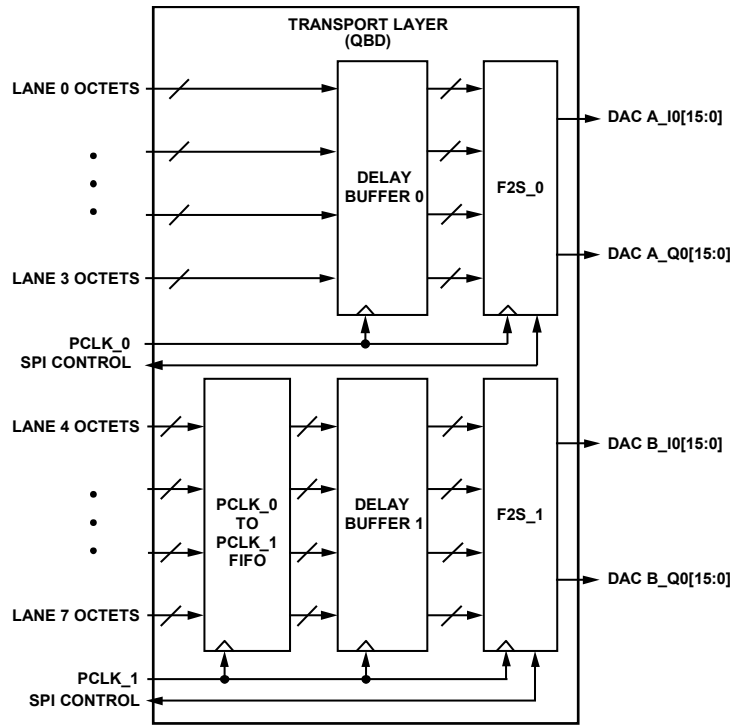 TRANSPORT LAYER
(QBD)
LANE 0 OCTETS
DELAY
BUFFER 0
F2S_0
DAC A_I0[15:0]
DAC A_Q0[15:0]
LANE 3 OCTETS
PCLK_0
SPI CONTROL
LANE 4 OCTETS
PCLK_0
TO
PCLK_1
FIFO
DELAY
BUFFER 1
F2S_1
DAC B_I0[15:0]
DAC B_Q0[15:0]
LANE 7 OCTETS
PCLK_1
SPI CONTROL